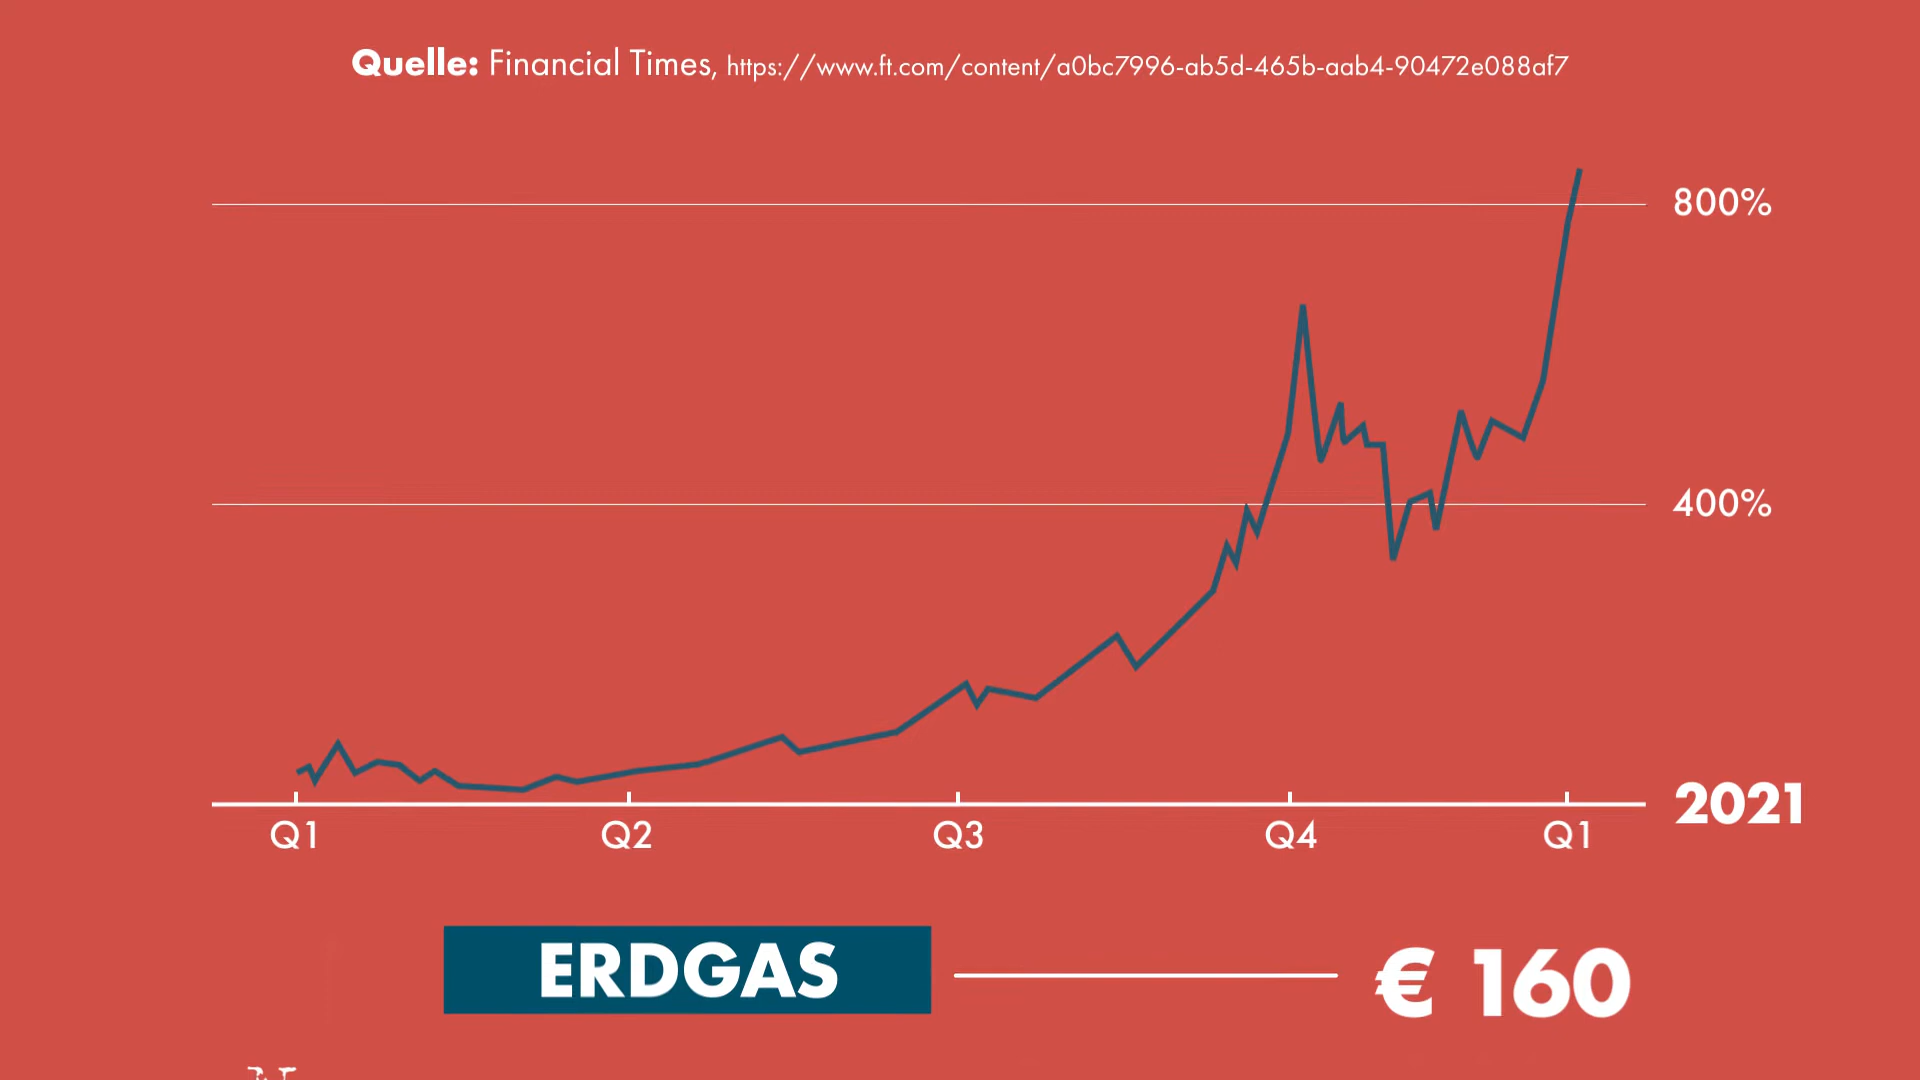 Quelle: Financial Times, https://www.ft.com/content/a0bc7996-ab5d-465b-aab4-90472e088af7
800%
400%
2021
Q1 Q2 Q3 Q4 Q1
ERDGAS € 160